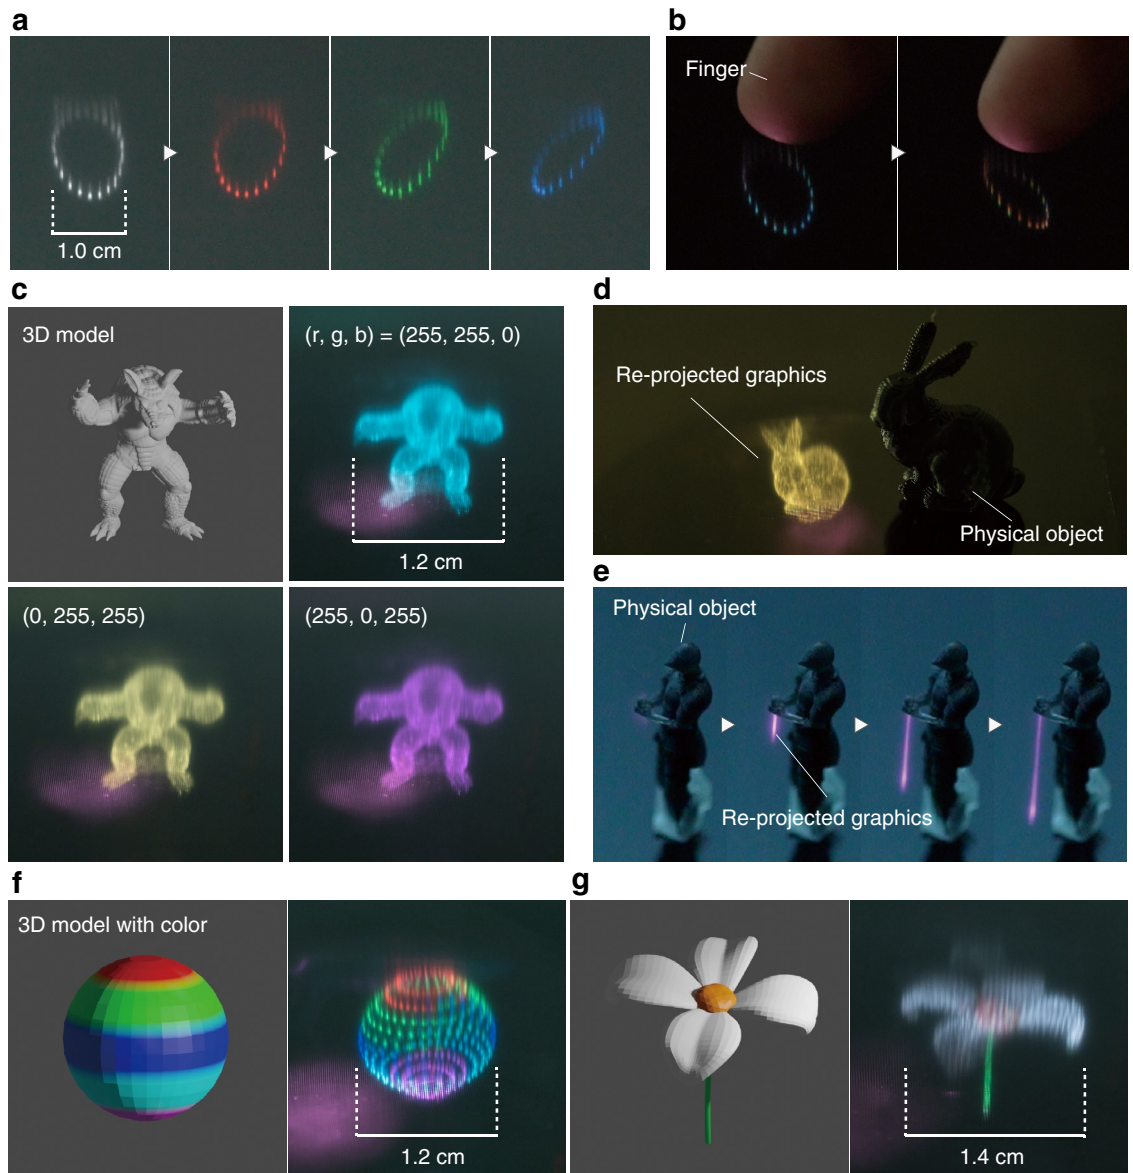 a
b
Finger
1.0 cm
c
3D model
(r, g, b) = (255, 255, 0)
1.2 cm
(0, 255, 255)
(255, 0, 255)
d
Re-projected graphics
Physical object
e
Physical object
Re-projected graphics
f
3D model with color
1.2 cm
g
1.4 cm